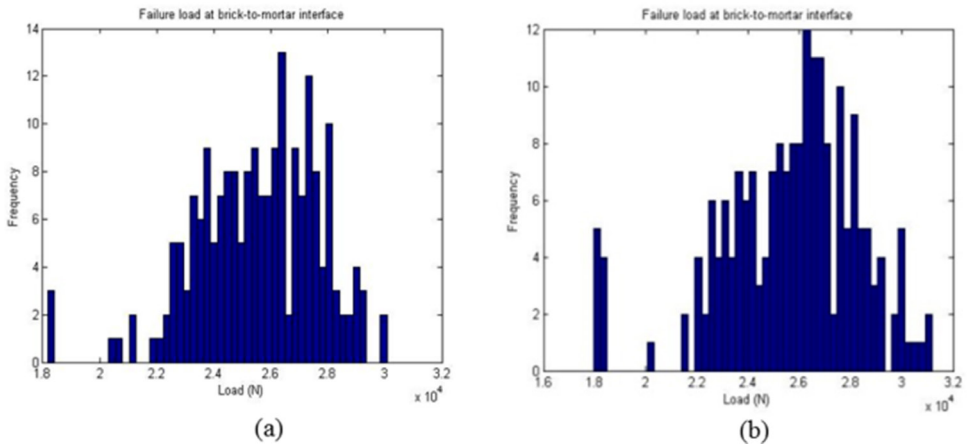 Failure load at brick-to-mortar interface
14
12
10
8
6
4
2
0
Frequency
1.8 2 2.2 2.4 2.6 2.8 3 3.2
Load (N)
x 10^4
(a)
Failure load at brick-to-mortar interface
12
10
8
6
4
2
0
Frequency
1.6 1.8 2 2.2 2.4 2.6 2.8 3 3.2
Load (N)
x 10^4
(b)